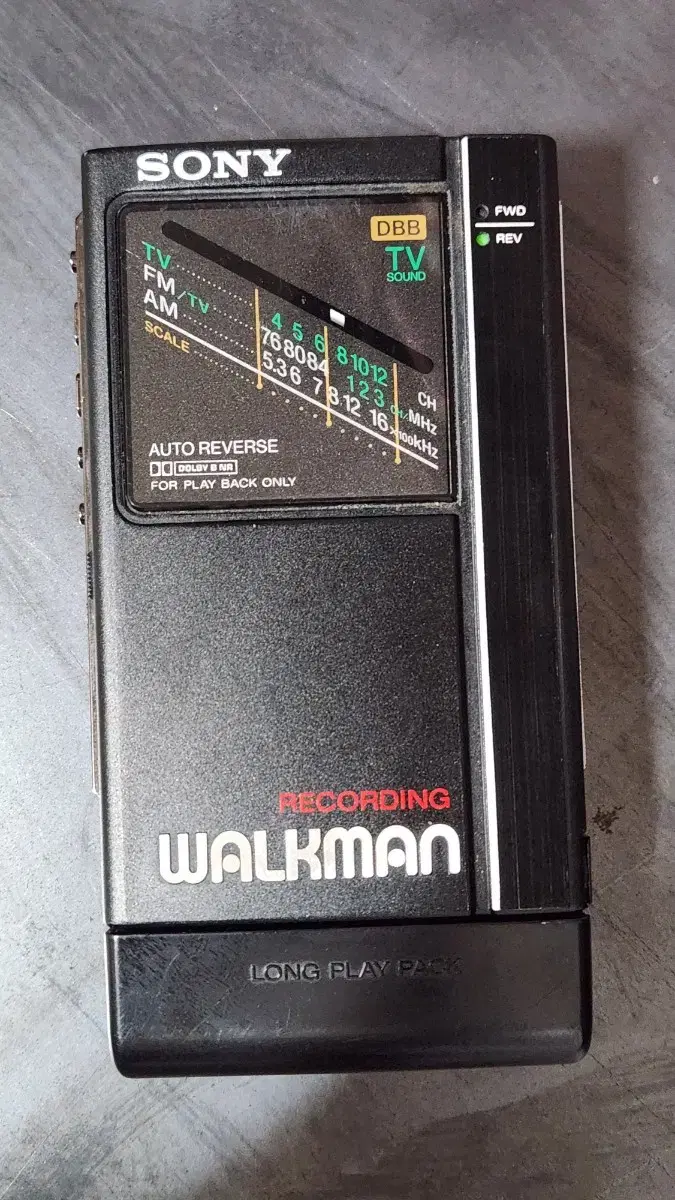 SONY
FWD
REV
DBB
TV
SOUND
TV
FM/TV
AM
SCALE
4 5 6 8 10 12 CH
76 80 84 1 2 3 CH/MHz
5.3 6 7 8 12 16 ×100kHz
AUTO REVERSE
DOLBY B NR
FOR PLAY BACK ONLY
RECORDING
WALKMAN
LONG PLAY PACK